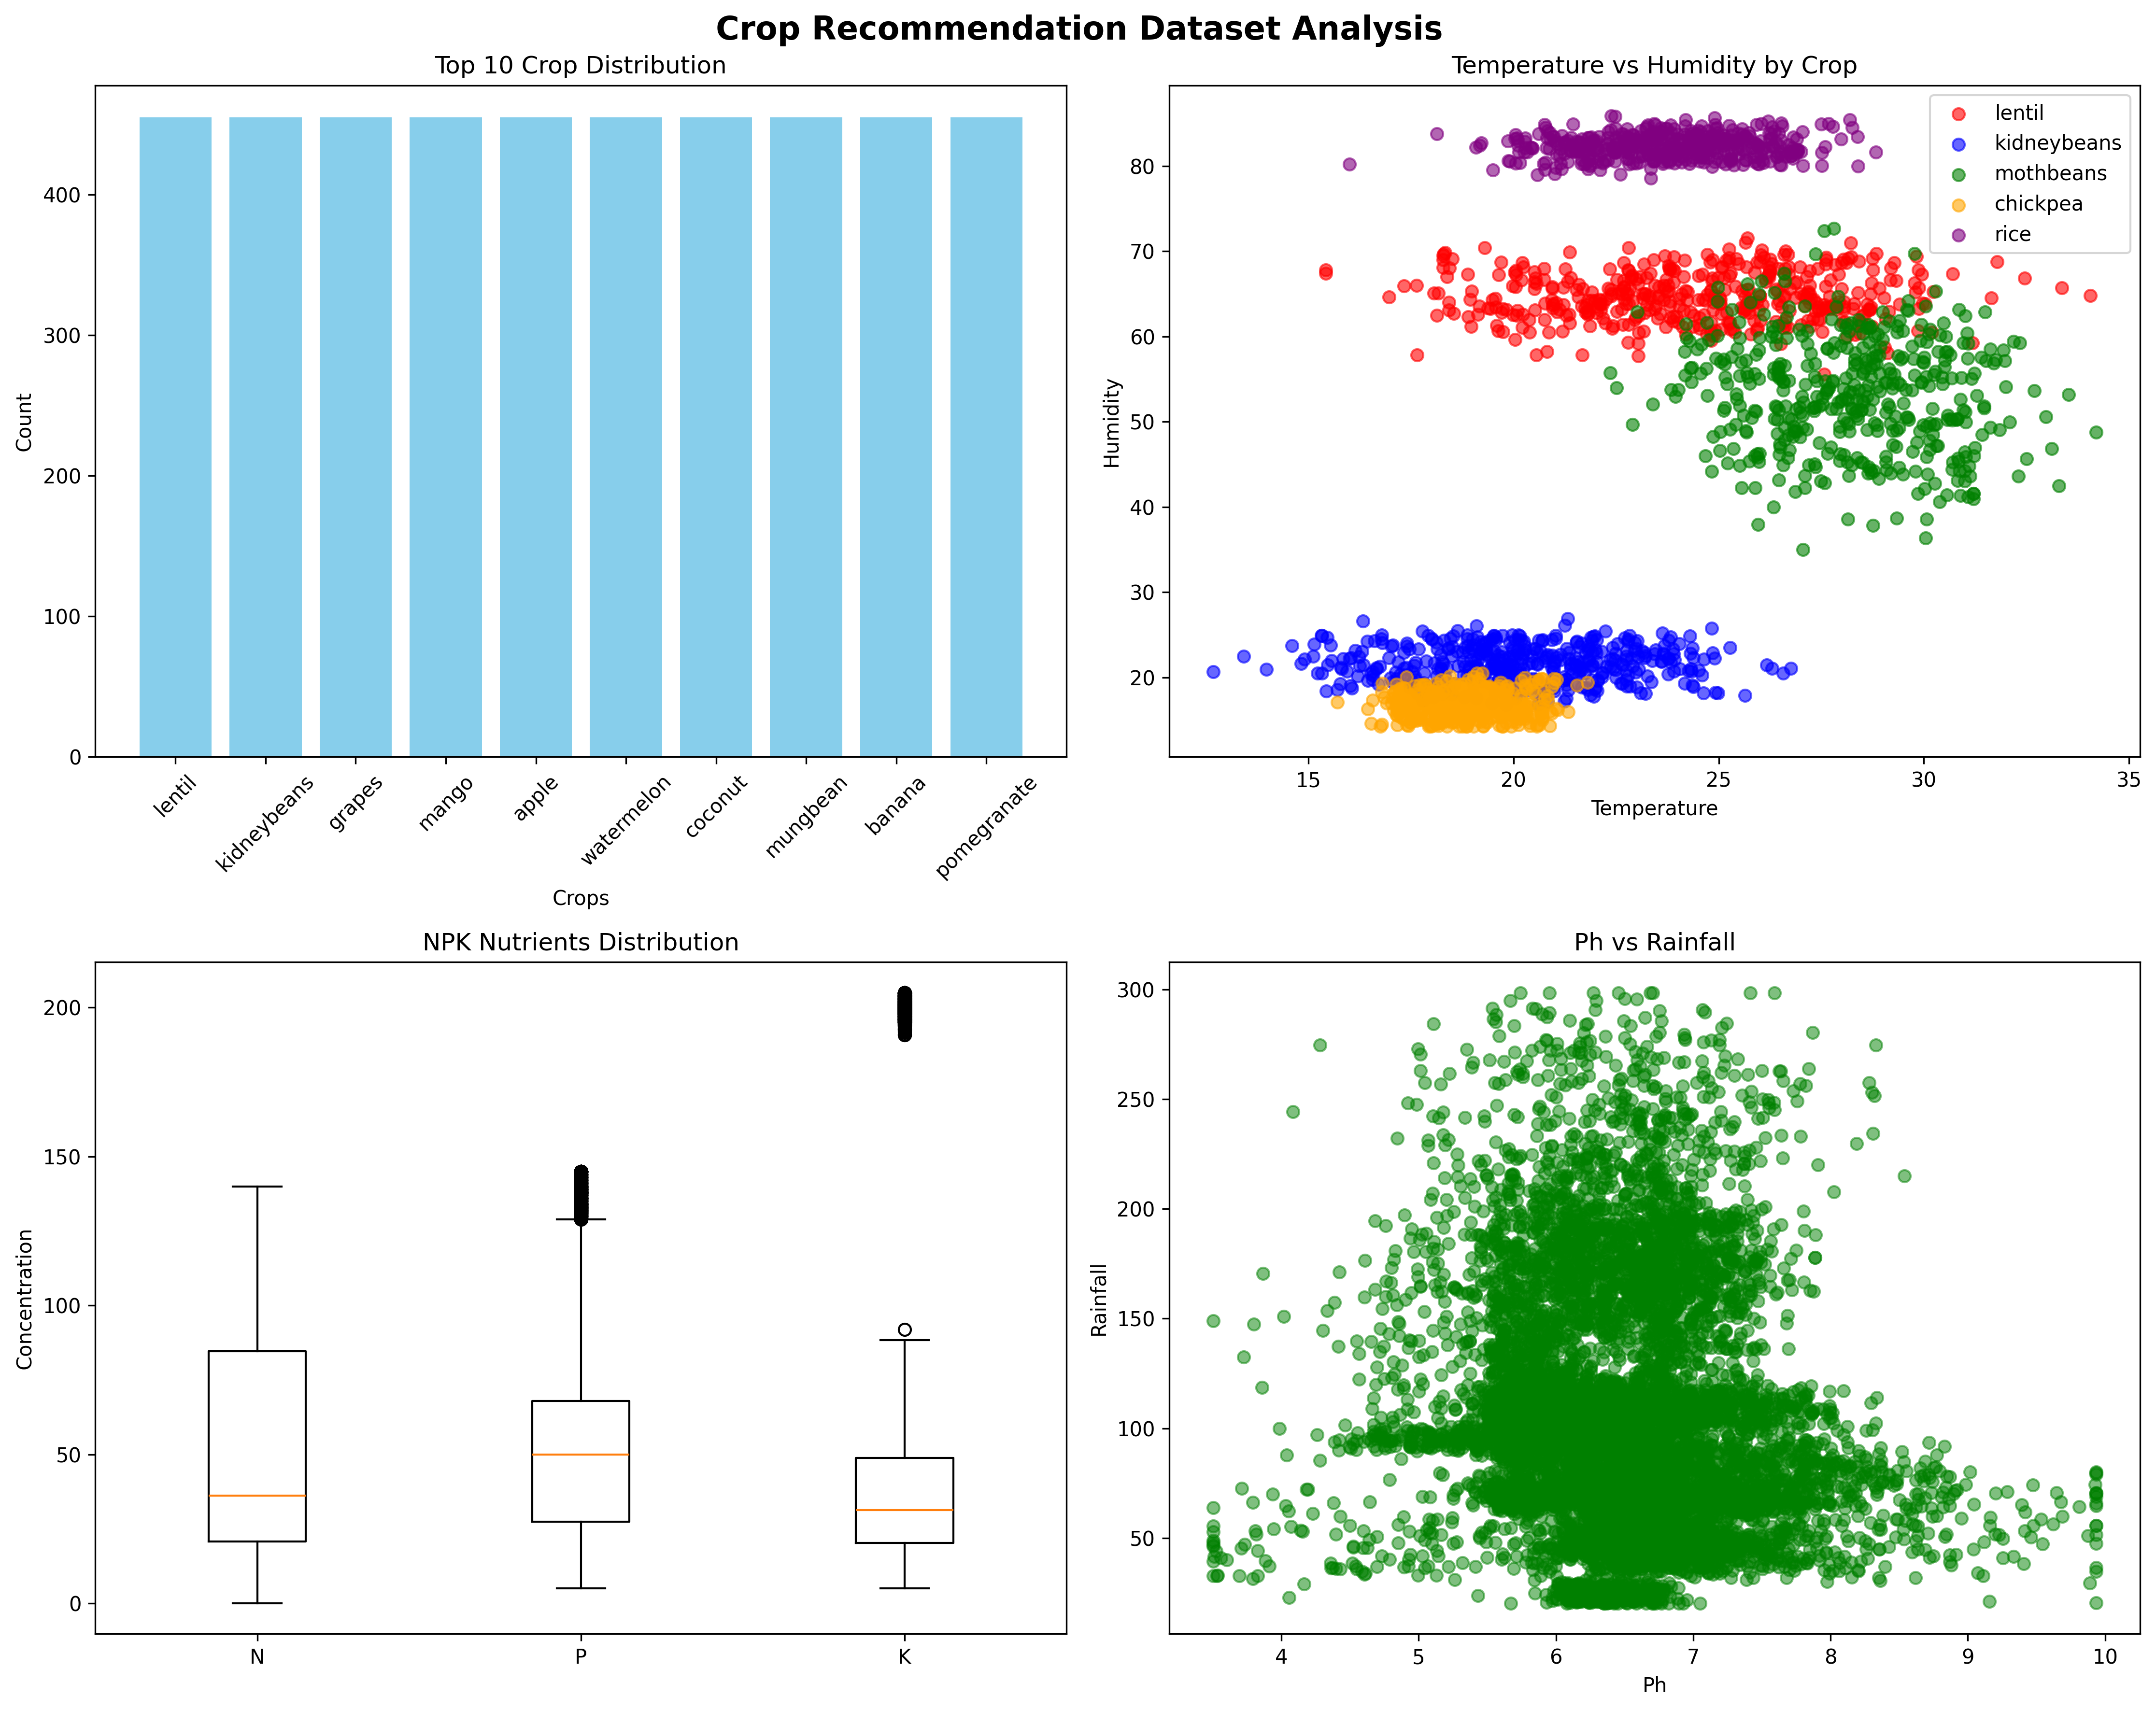 Crop Recommendation Dataset Analysis
Top 10 Crop Distribution
Count
400
300
200
100
0
lentil
kidneybeans
grapes
mango
apple
watermelon
coconut
mungbean
banana
pomegranate
Crops
Temperature vs Humidity by Crop
lentil
kidneybeans
mothbeans
chickpea
rice
Humidity
80
70
60
50
40
30
20
15 20 25 30 35
Temperature
NPK Nutrients Distribution
Concentration
200
150
100
50
0
N P K
Ph vs Rainfall
Rainfall
300
250
200
150
100
50
4 5 6 7 8 9 10
Ph